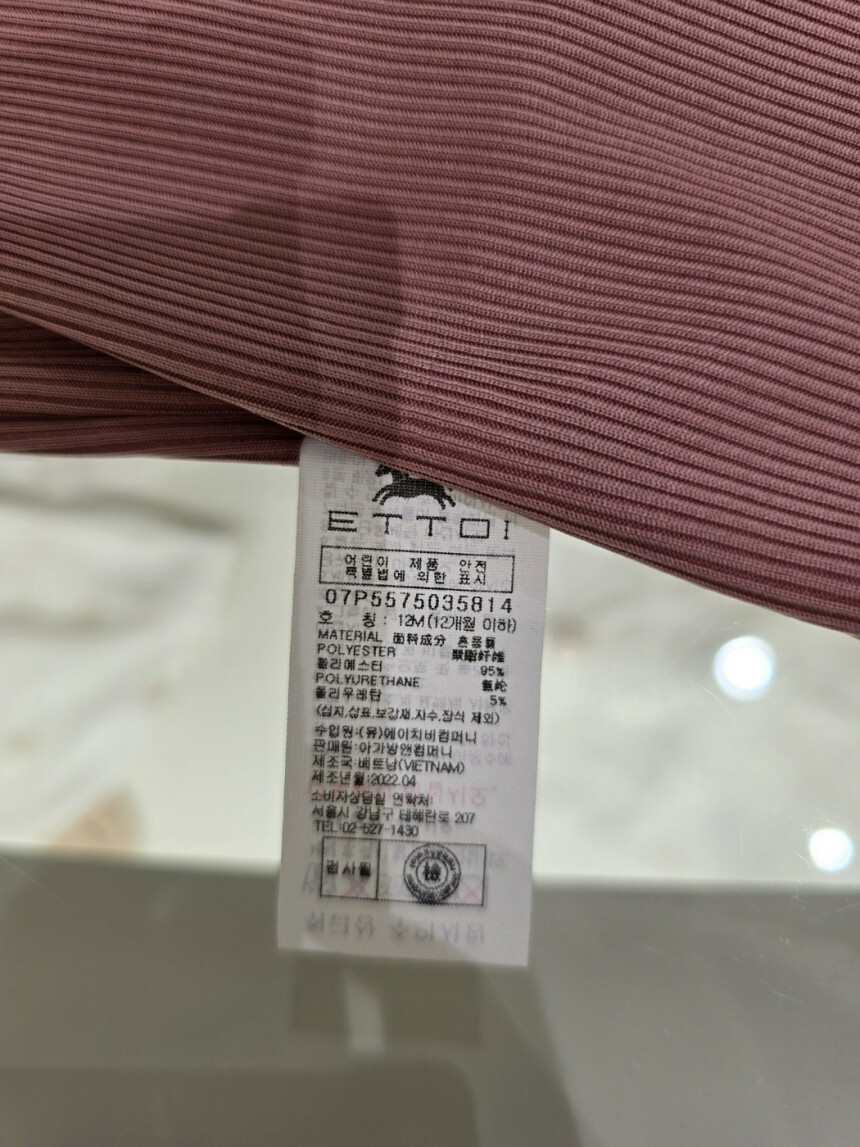 ETTOI
어린이 제품 안전
특별법에 의한 표시
07P5575035814
호 칭 : 12M (12개월 이하)
MATERIAL 面料成分 혼용률
POLYESTER 聚酯纤维
폴리에스터 95%
POLYURETHANE 氨纶
폴리우레탄 5%
(심지,상표,보강재,자수,장식 제외)
수입원:(유)에이치비컴퍼니
판매원:아가방앤컴퍼니
제조국:베트남(VIETNAM)
제조년월:2022.04
소비자상담실 연락처:
서울시 강남구 테헤란로 207
TEL:02-527-1430
검사필 檢